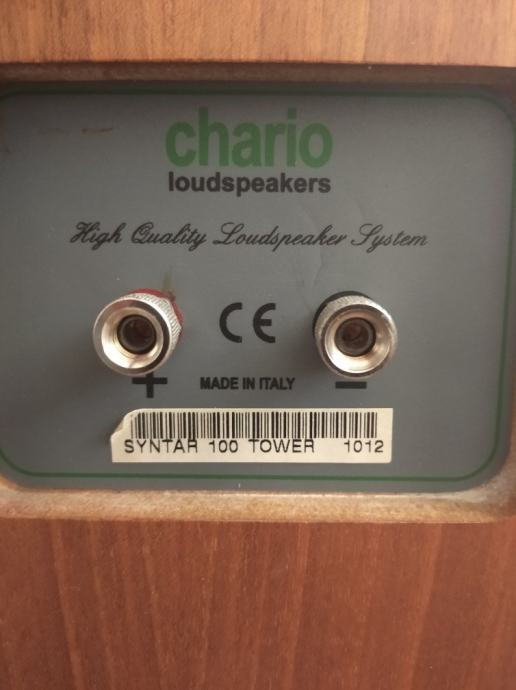 chario
loudspeakers
High Quality Loudspeaker System
CE
+ MADE IN ITALY −
SYNTAR 100 TOWER 1012